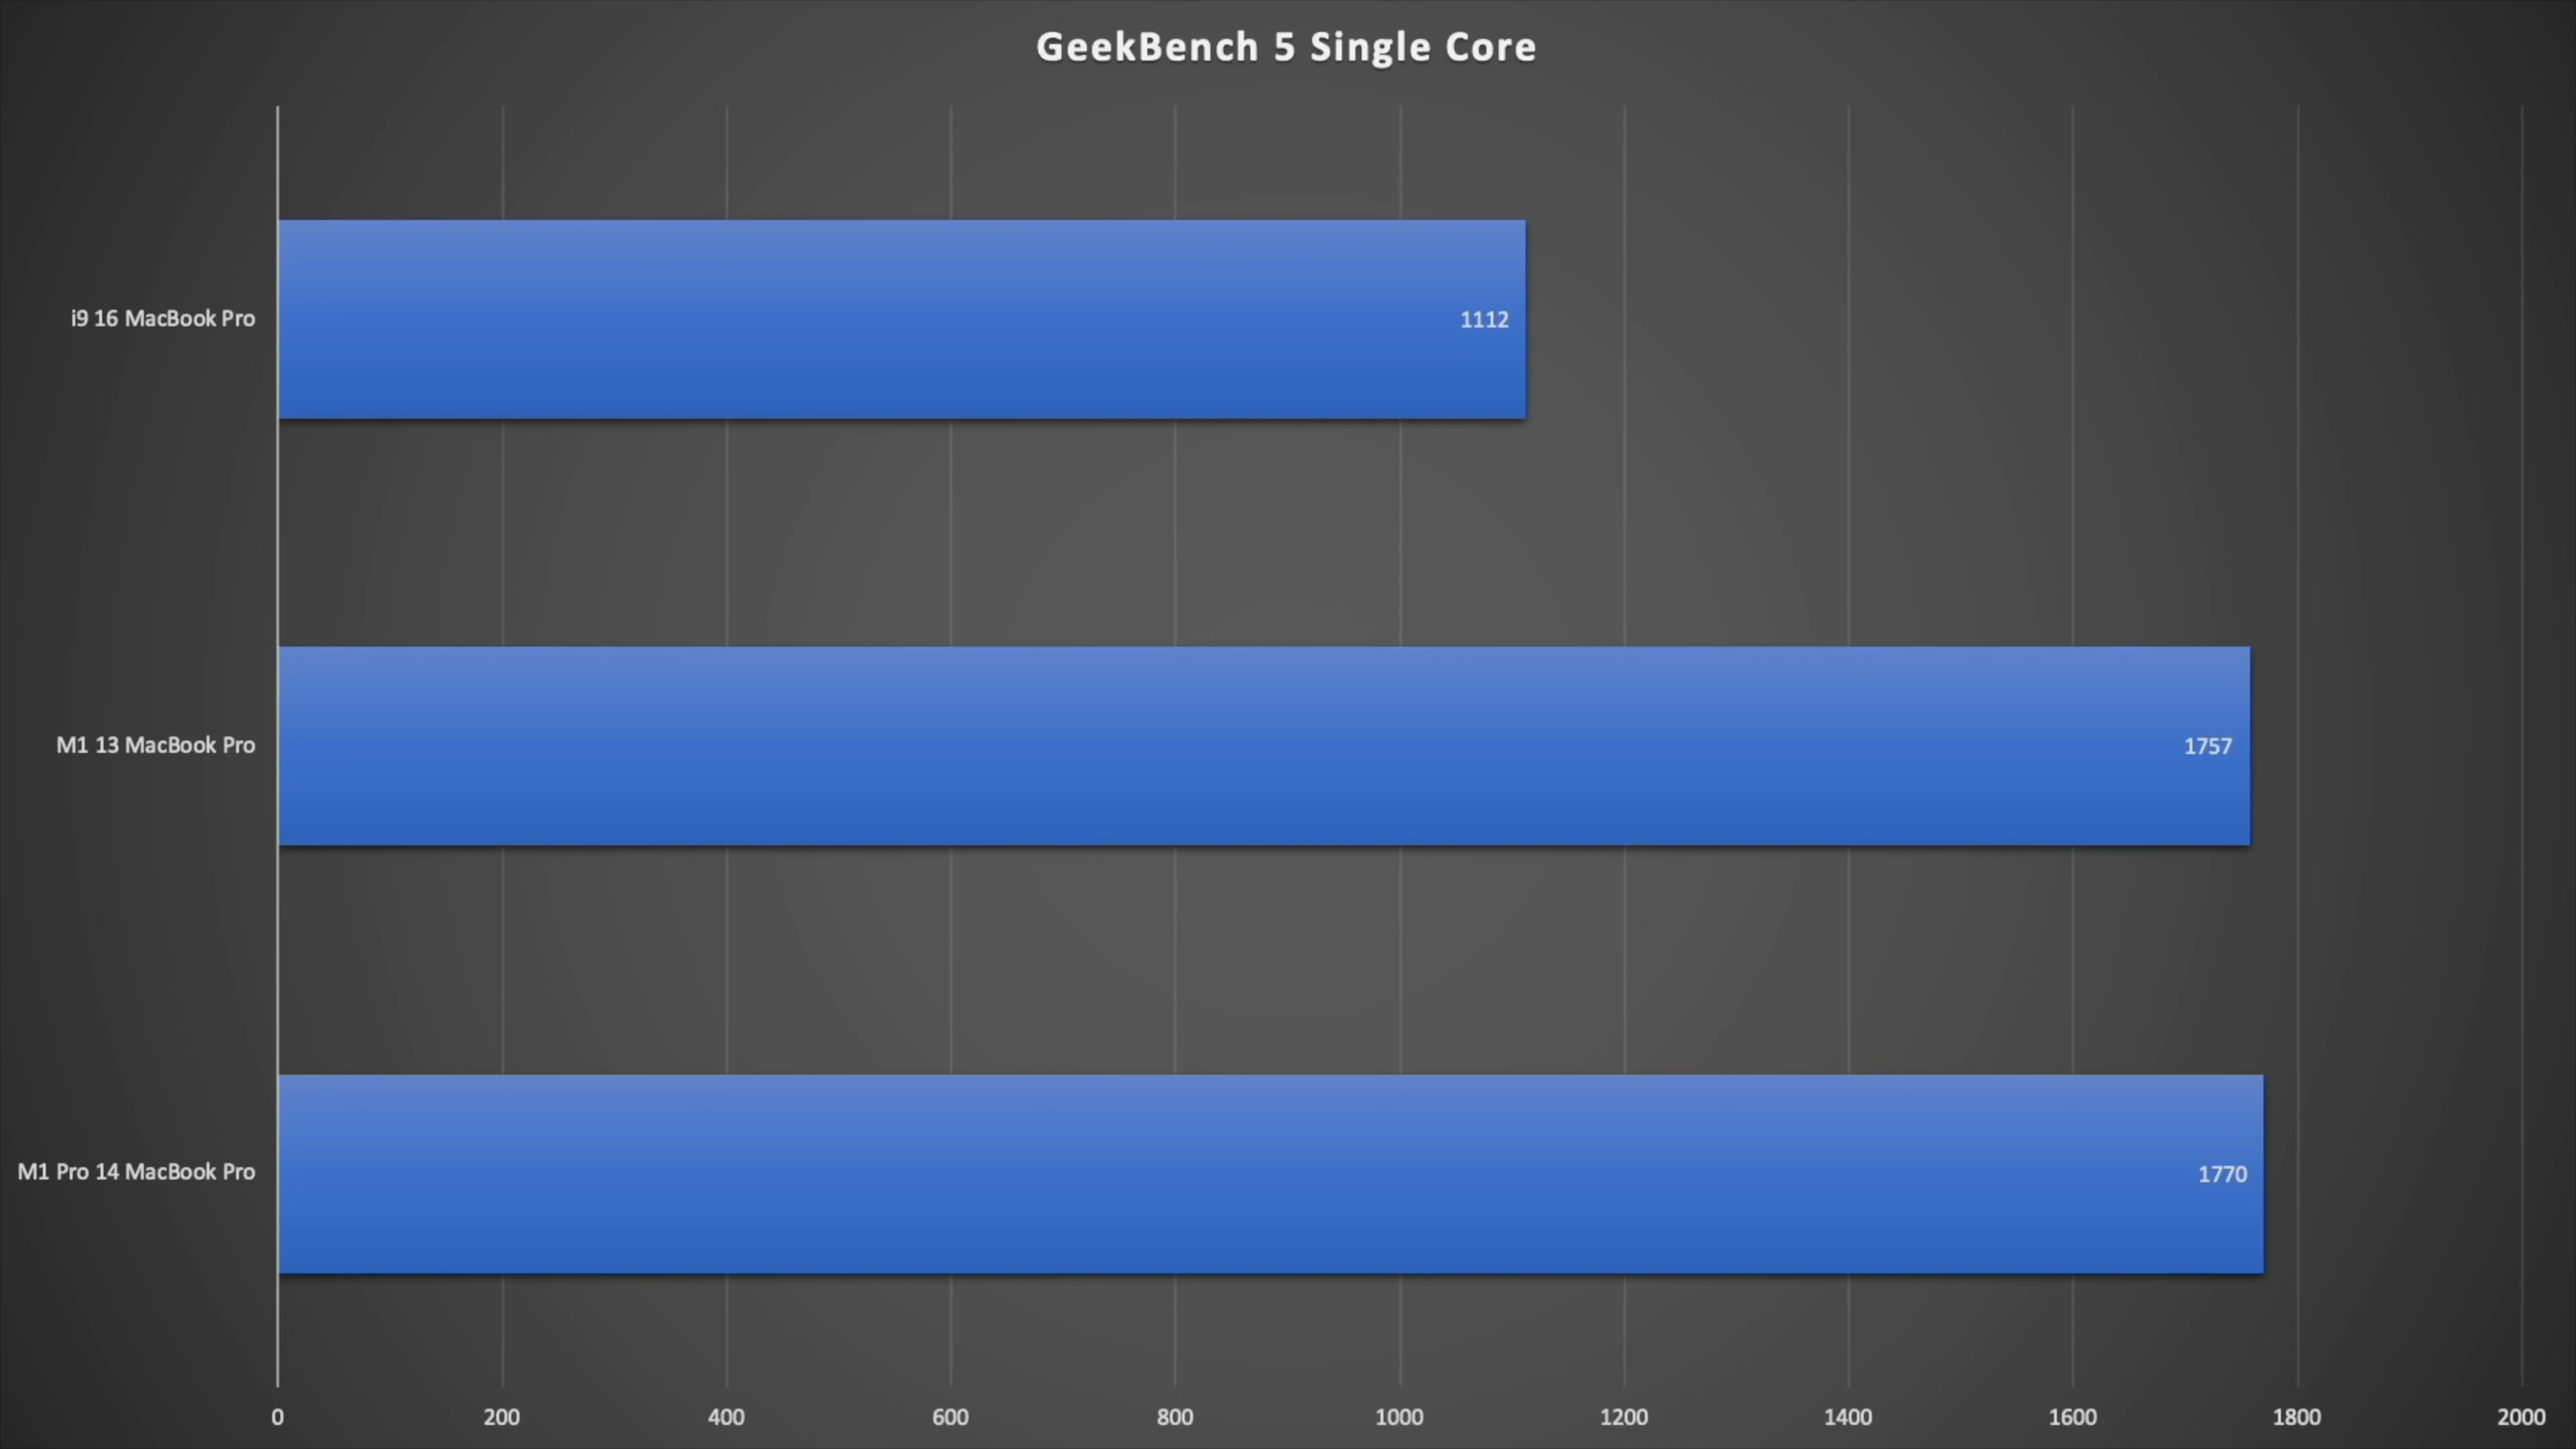 GeekBench 5 Single Core
i9 16 MacBook Pro
1112
M1 13 MacBook Pro
1757
M1 Pro 14 MacBook Pro
1770
0 200 400 600 800 1000 1200 1400 1600 1800 2000